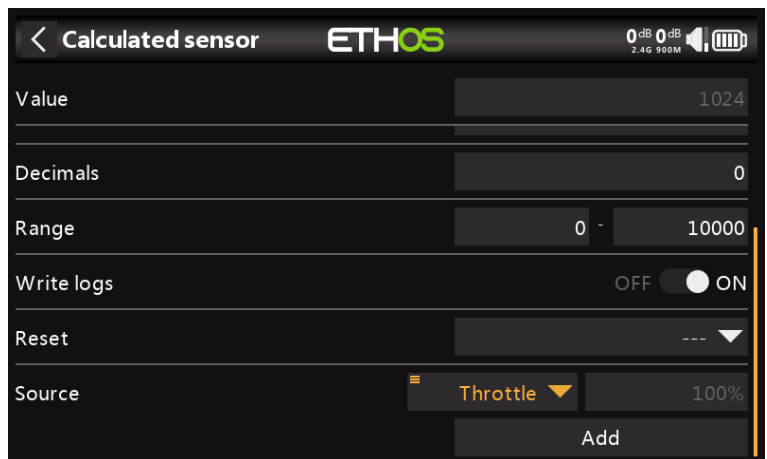 Calculated sensor ETHOS 0dB 0dB
2.4G 900M
Value 1024
Decimals 0
Range 0 - 10000
Write logs OFF ON
Reset ---
Source Throttle 100%
Add